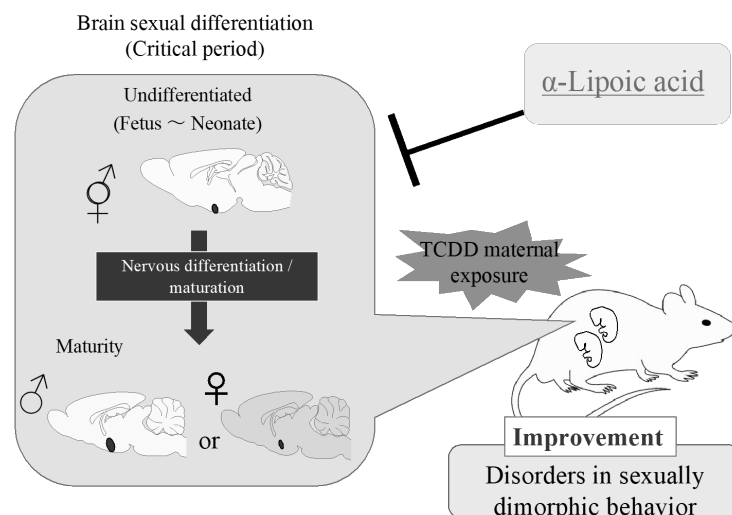 Brain sexual differentiation
(Critical period)
Undifferentiated
(Fetus ～ Neonate)
Nervous differentiation /
maturation
Maturity
or
α-Lipoic acid
TCDD maternal
exposure
Improvement
Disorders in sexually
dimorphic behavior